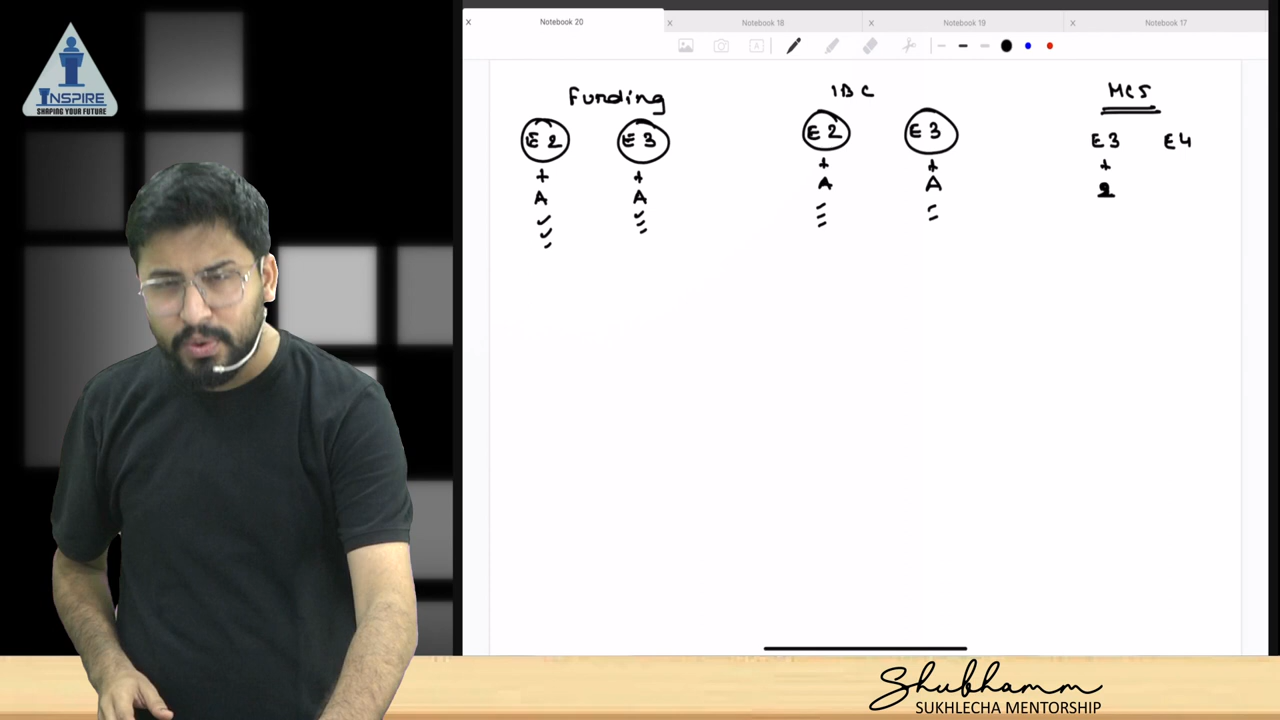 INSPIRE
SHAPING YOUR FUTURE
Notebook 20
Notebook 18
Notebook 19
Notebook 17
Funding
E2 E3
+ +
A A
IBC
E2 E3
+ +
A A
MCS
E3 E4
+
Shubhamm
SUKHLECHA MENTORSHIP